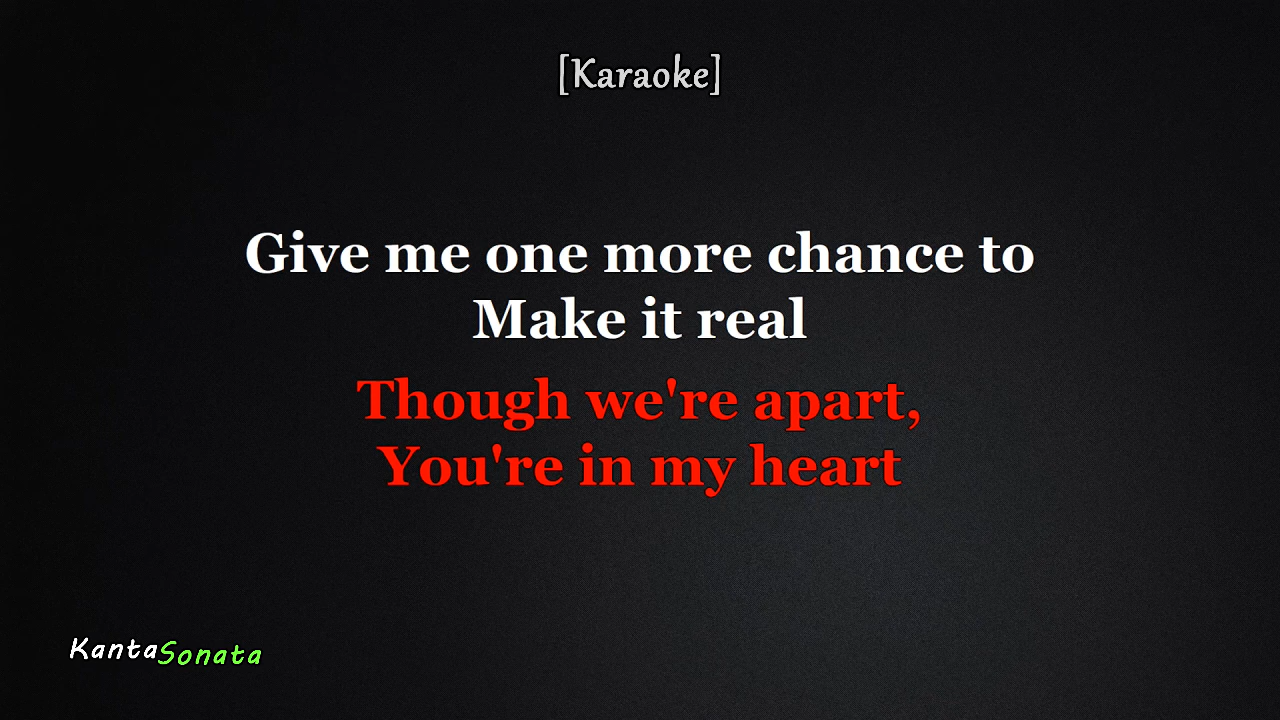 [Karaoke]
Give me one more chance to
Make it real
Though we're apart,
You're in my heart
KantaSonata